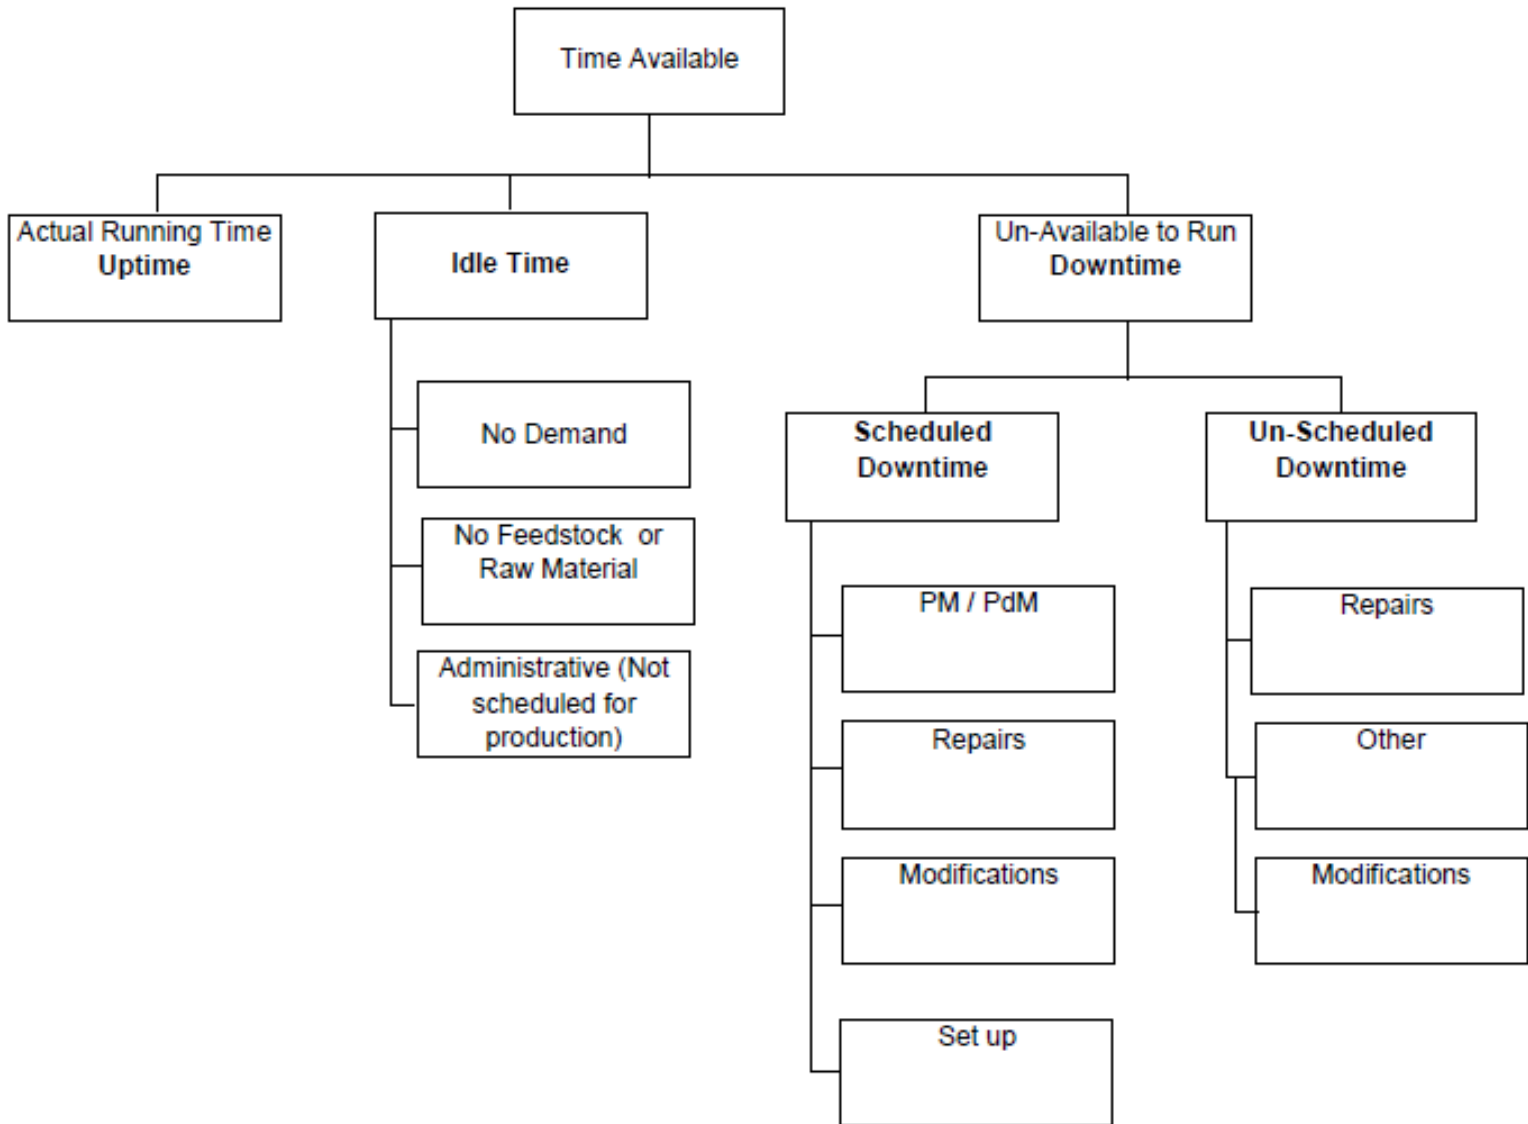 Time Available
Actual Running Time
Uptime
Idle Time
Un-Available to Run
Downtime
No Demand
No Feedstock or
Raw Material
Administrative (Not
scheduled for
production)
Scheduled
Downtime
PM / PdM
Repairs
Modifications
Set up
Un-Scheduled
Downtime
Repairs
Other
Modifications